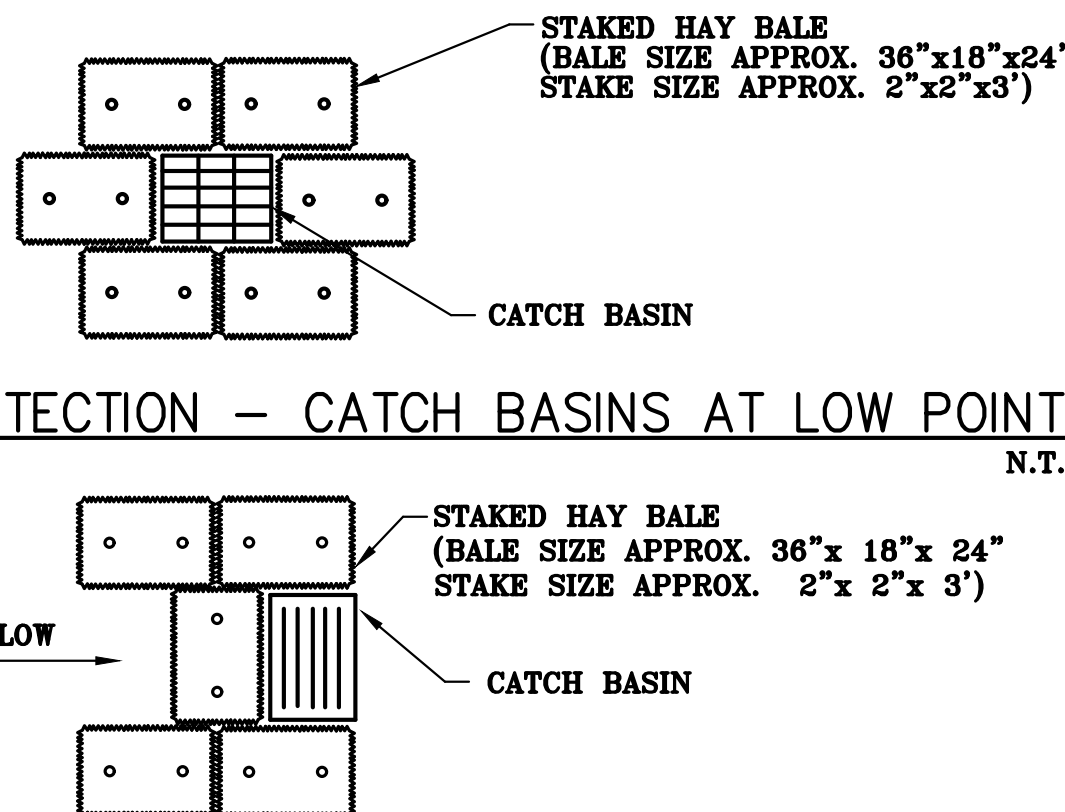 STAKED HAY BALE
(BALE SIZE APPROX. 36"x18"x24"
STAKE SIZE APPROX. 2"x2"x3')
CATCH BASIN
TECTION – CATCH BASINS AT LOW POINT
N.T.
STAKED HAY BALE
(BALE SIZE APPROX. 36"x 18"x 24"
STAKE SIZE APPROX. 2"x 2"x 3')
LOW
CATCH BASIN